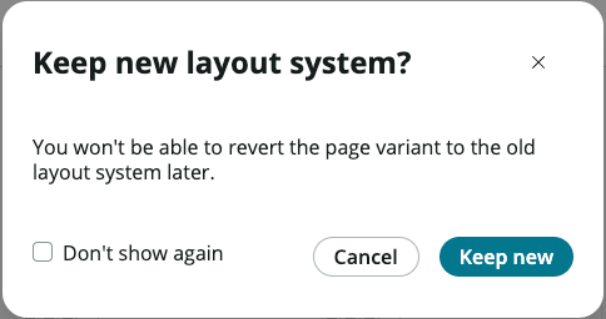 Keep new layout system?
You won't be able to revert the page variant to the old
layout system later.
Don't show again
Cancel
Keep new